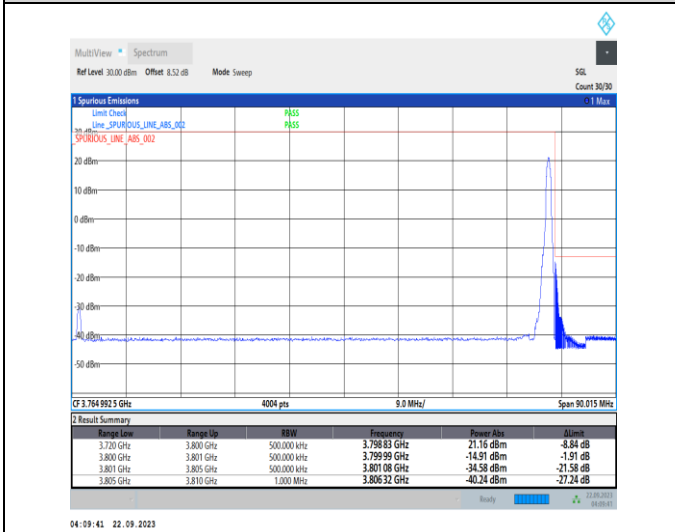 MultiView Spectrum
Ref Level 30.00 dBm Offset 8.52 dB Mode Sweep SGL
Count 30/30
1 Spurious Emissions 1 Max
Limit Check PASS
Line _SPURIOUS_LINE_ABS_002 PASS
30 dBm
_SPURIOUS_LINE_ABS_002
20 dBm
10 dBm
0 dBm
-10 dBm
-20 dBm
-30 dBm
-40 dBm
-50 dBm
CF 3.764 992 5 GHz 4004 pts 9.0 MHz/ Span 90.015 MHz
2 Result Summary
Range Low Range Up RBW Frequency Power Abs ΔLimit
3.720 GHz 3.800 GHz 500.000 kHz 3.798 83 GHz 21.16 dBm -8.84 dB
3.800 GHz 3.801 GHz 500.000 kHz 3.799 99 GHz -14.91 dBm -1.91 dB
3.801 GHz 3.805 GHz 500.000 kHz 3.801 08 GHz -34.58 dBm -21.58 dB
3.805 GHz 3.810 GHz 1.000 MHz 3.806 32 GHz -40.24 dBm -27.24 dB
Ready 22.09.2023
04:09:41
04:09:41 22.09.2023